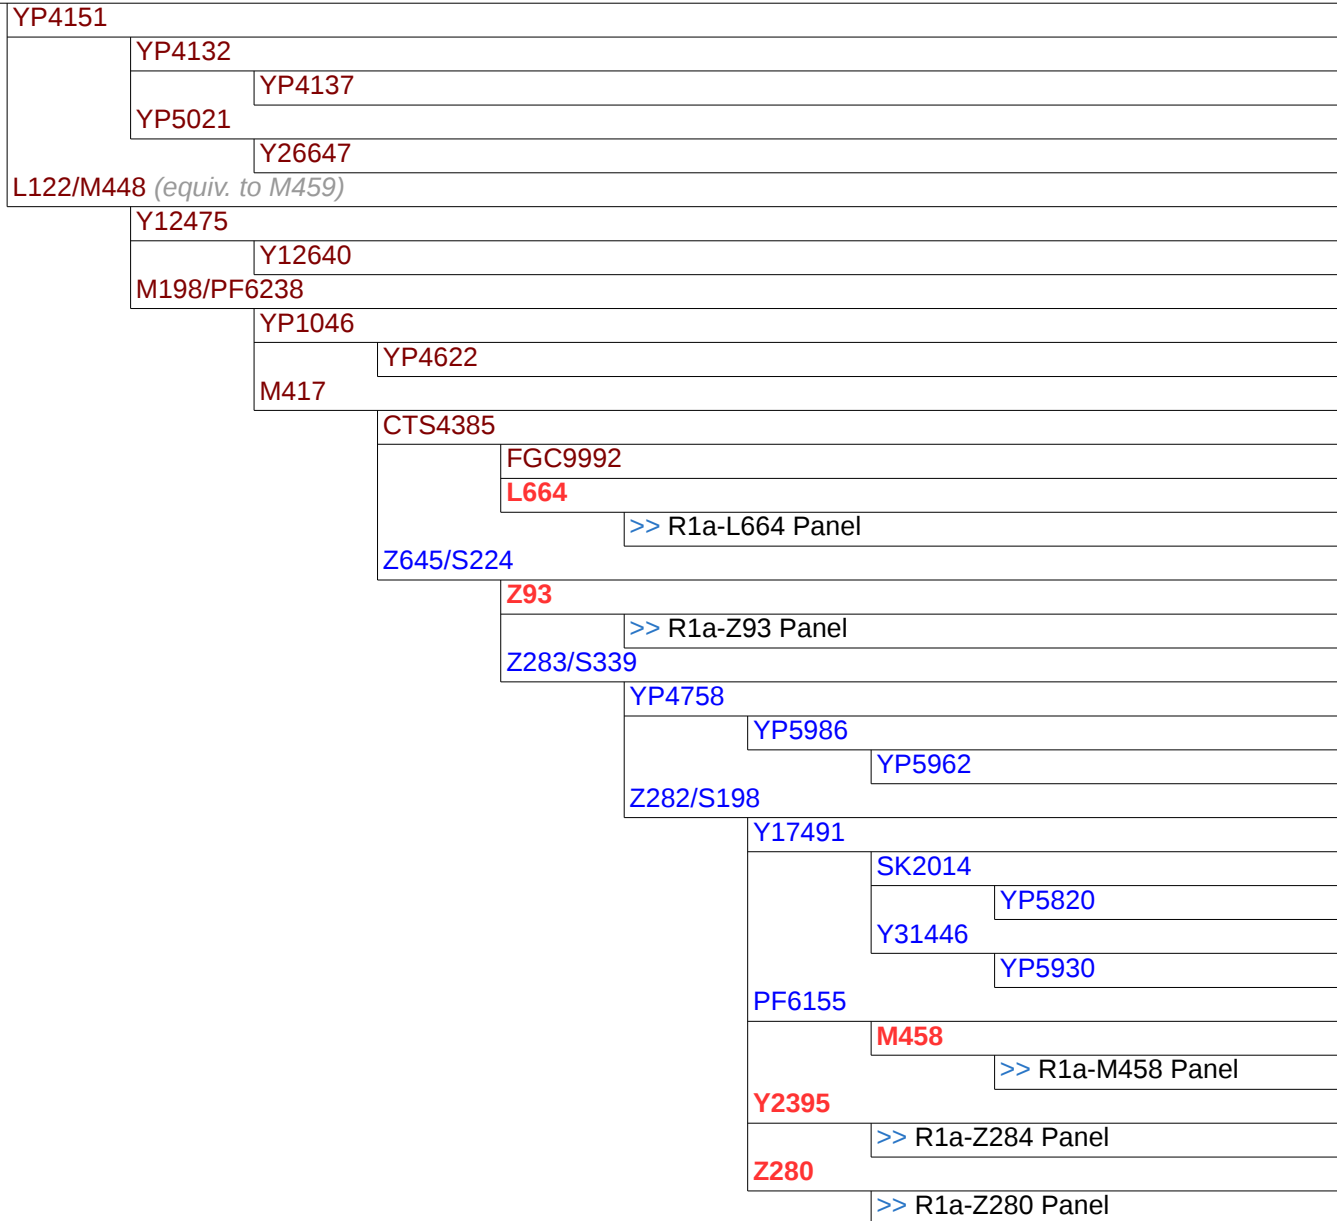 YP4151
YP4132
YP4137
YP5021
Y26647
L122/M448 (equiv. to M459)
Y12475
Y12640
M198/PF6238
YP1046
YP4622
M417
CTS4385
FGC9992
L664
>> R1a-L664 Panel
Z645/S224
Z93
>> R1a-Z93 Panel
Z283/S339
YP4758
YP5986
YP5962
Z282/S198
Y17491
SK2014
YP5820
Y31446
YP5930
PF6155
M458
>> R1a-M458 Panel
Y2395
>> R1a-Z284 Panel
Z280
>> R1a-Z280 Panel